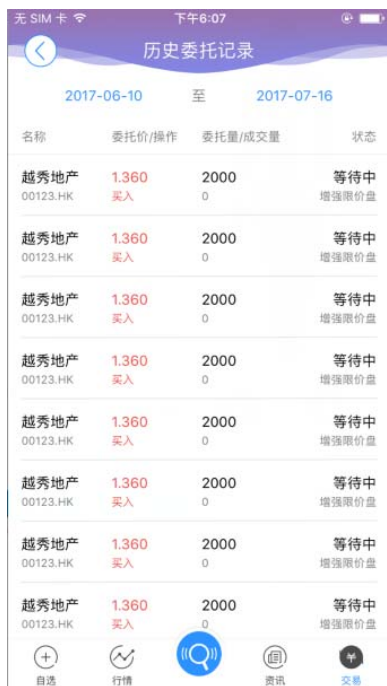 无 SIM 卡 下午6:07
历史委托记录
2017-06-10 至 2017-07-16
名称 委托价/操作 委托量/成交量 状态
越秀地产 1.360 2000 等待中
00123.HK 买入 0 增强限价盘
越秀地产 1.360 2000 等待中
00123.HK 买入 0 增强限价盘
越秀地产 1.360 2000 等待中
00123.HK 买入 0 增强限价盘
越秀地产 1.360 2000 等待中
00123.HK 买入 0 增强限价盘
越秀地产 1.360 2000 等待中
00123.HK 买入 0 增强限价盘
越秀地产 1.360 2000 等待中
00123.HK 买入 0 增强限价盘
越秀地产 1.360 2000 等待中
00123.HK 买入 0 增强限价盘
越秀地产 1.360 2000 等待中
00123.HK 买入 0 增强限价盘
自选 行情 资讯 交易